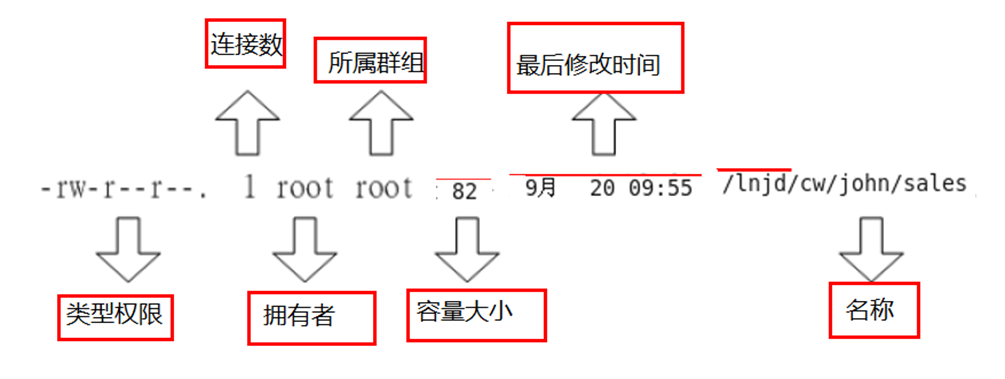 连接数
所属群组
最后修改时间
-rw-r--r--. 1 root root 82 9月 20 09:55 /lnjd/cw/john/sales
类型权限
拥有者
容量大小
名称